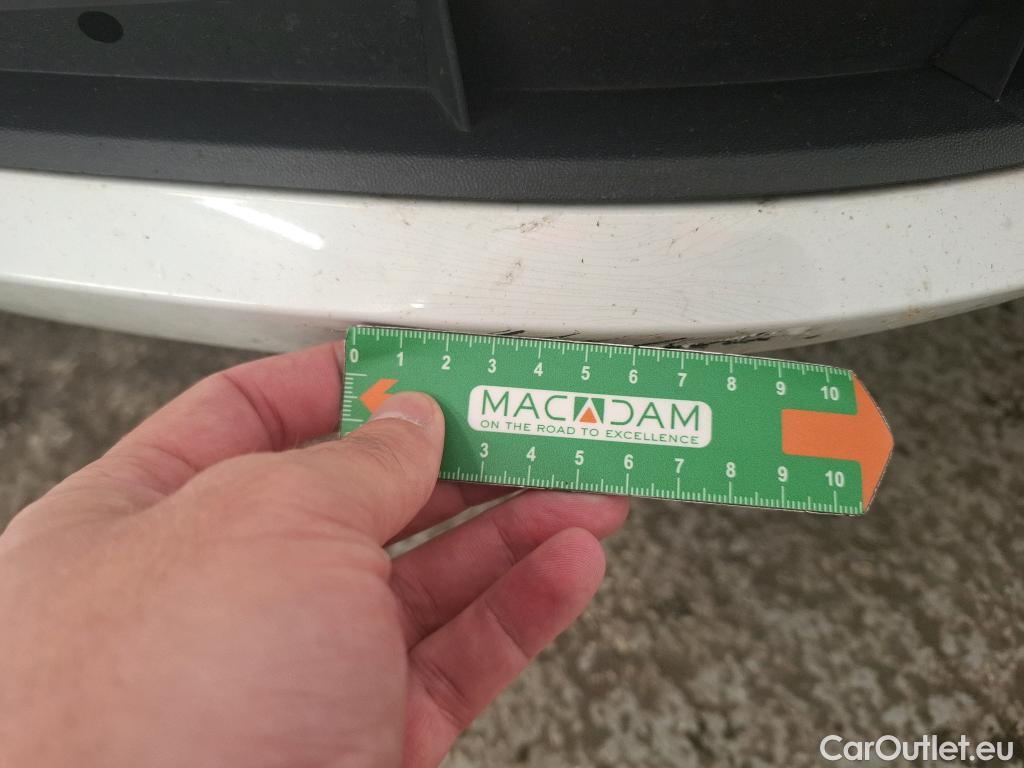 0 1 2 3 4 5 6 7 8 9 10
MACADAM
ON THE ROAD TO EXCELLENCE
3 4 5 6 7 8 9 10
CarOutlet.eu